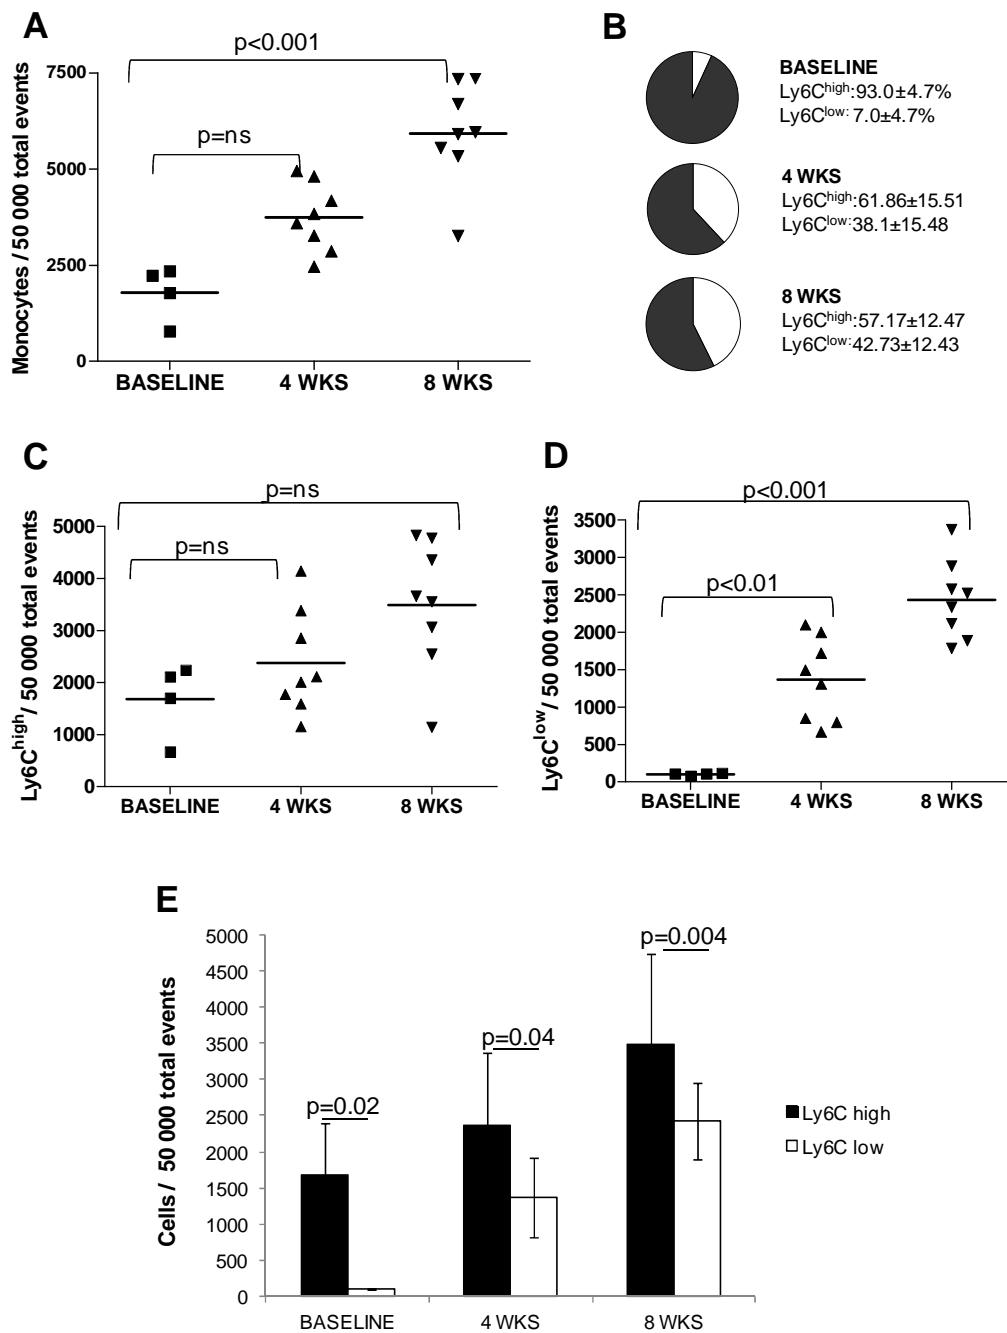 A
p<0.001
p=ns
Monocytes / 50 000 total events
7500
5000
2500
0
BASELINE
4 WKS
8 WKS
B
BASELINE
Ly6Chigh:93.0±4.7%
Ly6Clow: 7.0±4.7%
4 WKS
Ly6Chigh:61.86±15.51
Ly6Clow:38.1±15.48
8 WKS
Ly6Chigh:57.17±12.47
Ly6Clow:42.73±12.43
C
p=ns
p=ns
Ly6Chigh/ 50 000 total events
5000
4000
3000
2000
1000
0
BASELINE
4 WKS
8 WKS
D
p<0.001
p<0.01
Ly6Clow/ 50 000 total events
3500
3000
2500
2000
1500
1000
500
0
BASELINE
4 WKS
8 WKS
E
p=0.02
p=0.04
p=0.004
Cells / 50 000 total events
5000
4500
4000
3500
3000
2500
2000
1500
1000
500
0
BASELINE
4 WKS
8 WKS
Ly6C high
Ly6C low